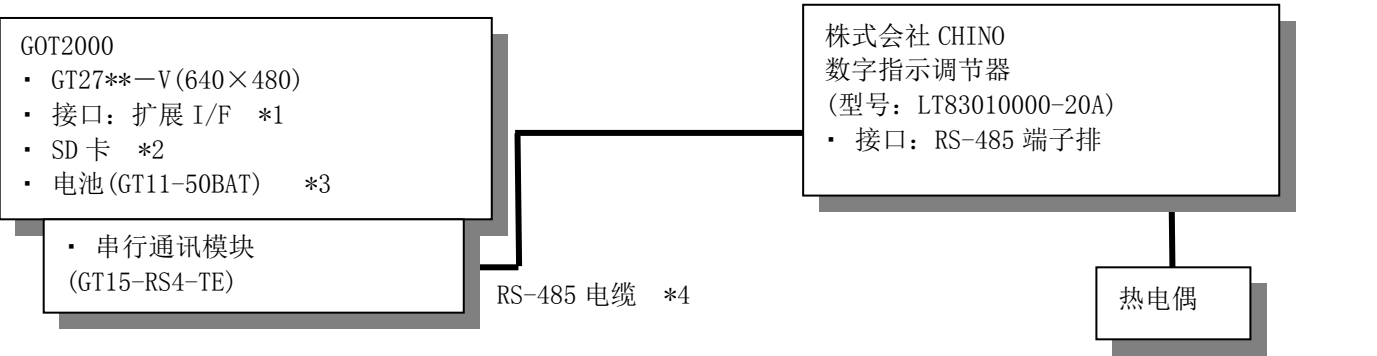 GOT2000
・ GT27**－V(640×480)
・ 接口：扩展 I/F *1
・ SD 卡 *2
・ 电池(GT11-50BAT) *3
・ 串行通讯模块
(GT15-RS4-TE)
RS-485 电缆 *4
株式会社 CHINO
数字指示调节器
(型号：LT83010000-20A)
・ 接口：RS-485 端子排
热电偶